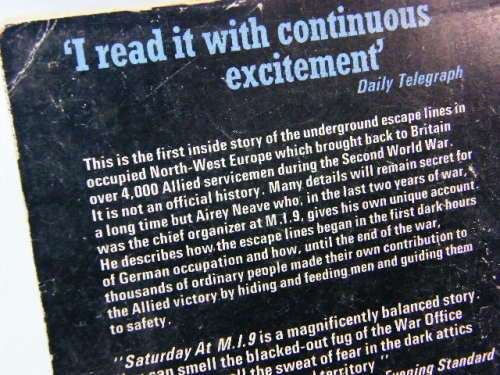 'I read it with continuous
excitement'
Daily Telegraph
This is the first inside story of the underground escape lines in
occupied North-West Europe which brought back to Britain
over 4,000 Allied servicemen during the Second World War.
It is not an official history. Many details will remain secret for
a long time but Airey Neave who, in the last two years of war,
was the chief organizer at M.I.9, gives his own unique account.
He describes how the escape lines began in the first dark hours
of German occupation and how, until the end of the war,
thousands of ordinary people made their own contribution to
the Allied victory by hiding and feeding men and guiding them
to safety.
"Saturday At M.I.9 is a magnificently balanced story.
can smell the blacked-out fug of the War Office
the sweat of fear in the dark attics
territory"
Evening Standard